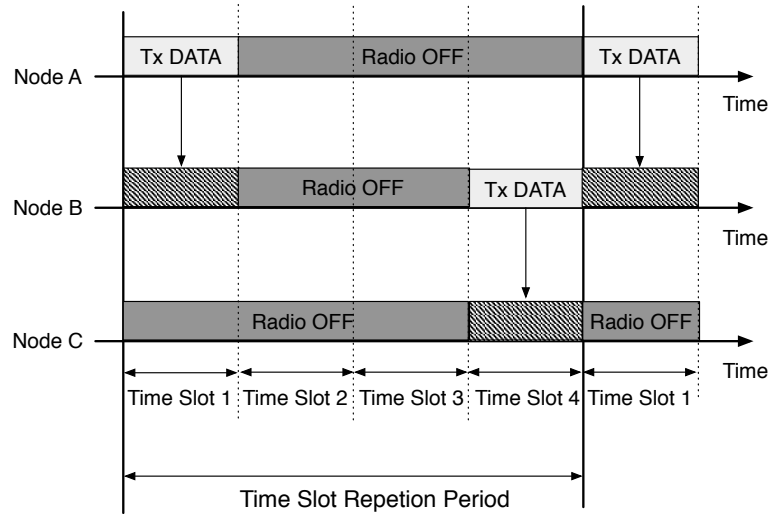 Tx DATA Radio OFF Tx DATA
Node A
Time
Radio OFF Tx DATA
Node B
Time
Radio OFF Radio OFF
Node C
Time
Time Slot 1 Time Slot 2 Time Slot 3 Time Slot 4 Time Slot 1
Time Slot Repetion Period